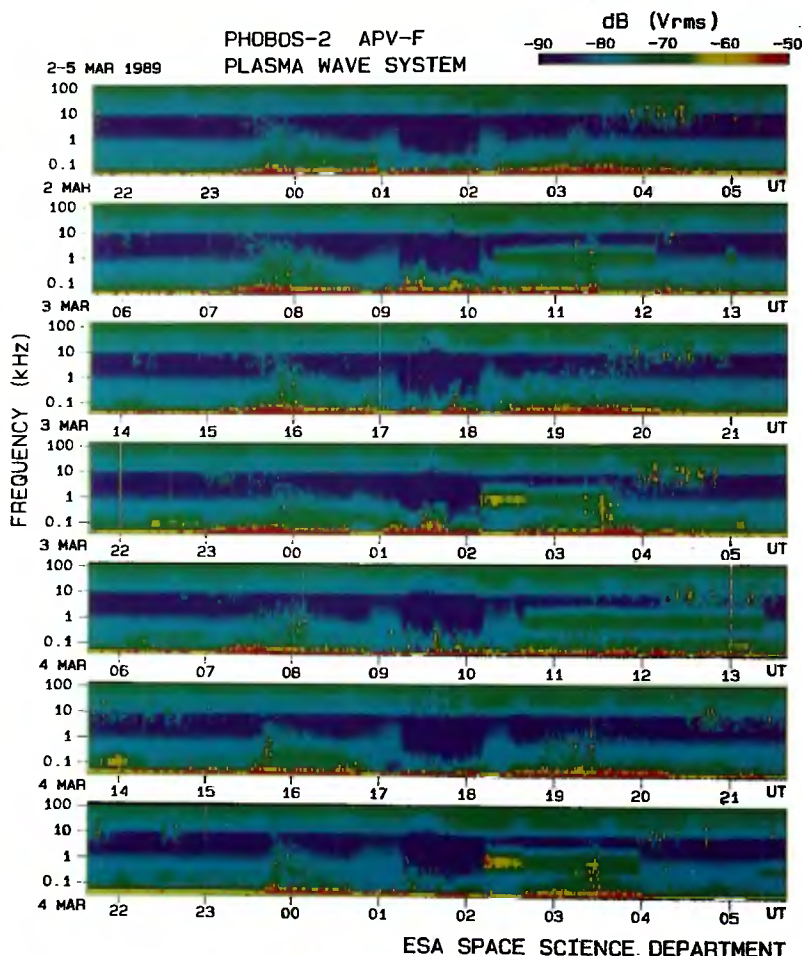 PHOBOS-2 APV-F
dB (Vrms)
-90 -80 -70 -60 -50
2-5 MAR 1989 PLASMA WAVE SYSTEM
FREQUENCY (kHz)
100
10
1
0.1
2 MAR 22 23 00 01 02 03 04 05 UT
100
10
1
0.1
3 MAR 06 07 08 09 10 11 12 13 UT
100
10
1
0.1
3 MAR 14 15 16 17 18 19 20 21 UT
100
10
1
0.1
3 MAR 22 23 00 01 02 03 04 05 UT
100
10
1
0.1
4 MAR 06 07 08 09 10 11 12 13 UT
100
10
1
0.1
4 MAR 14 15 16 17 18 19 20 21 UT
100
10
1
0.1
4 MAR 22 23 00 01 02 03 04 05 UT
ESA SPACE SCIENCE DEPARTMENT